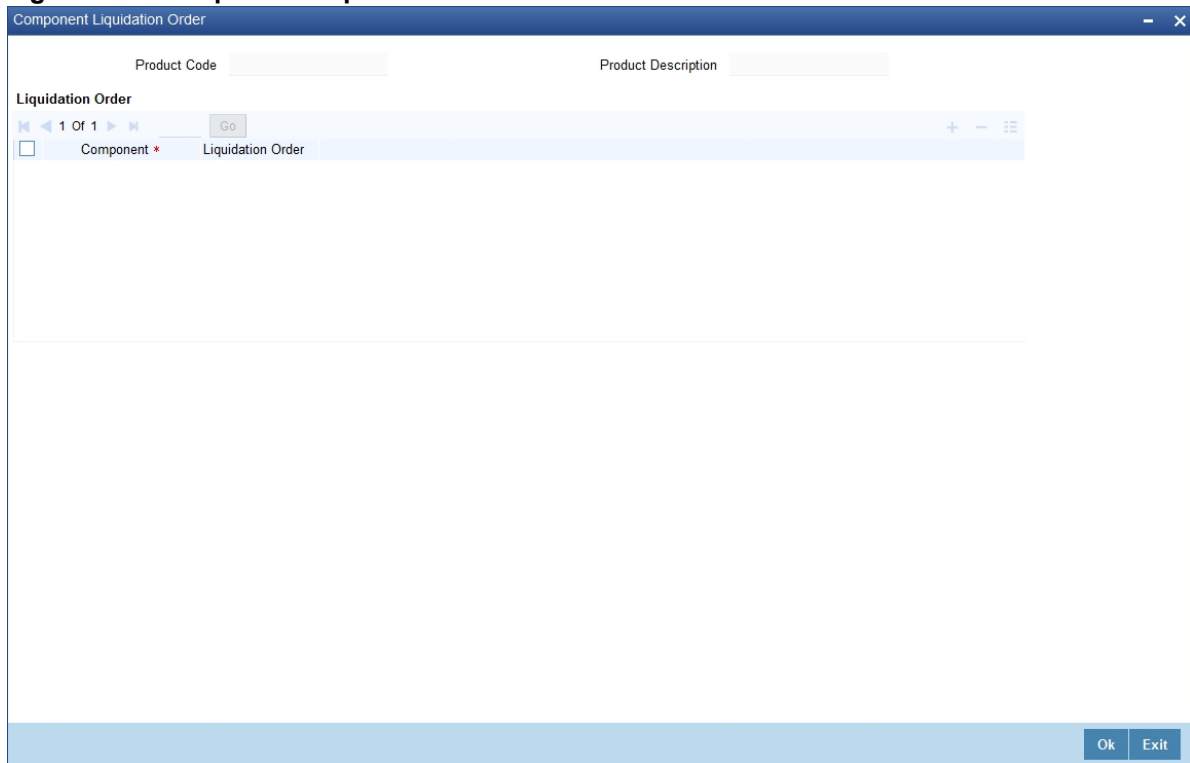 Component Liquidation Order
Product Code
Product Description
Liquidation Order
1 Of 1
Go
Component * Liquidation Order
Ok Exit